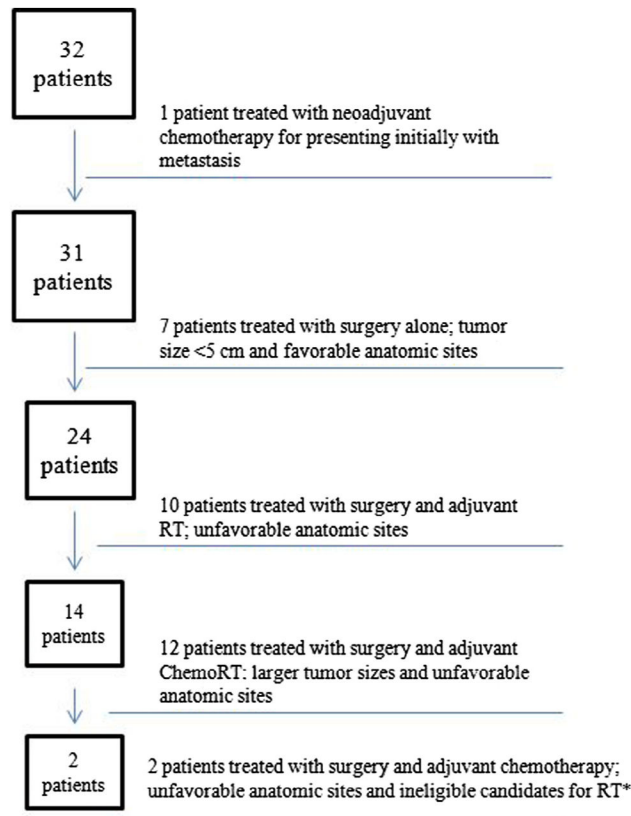 32
patients
1 patient treated with neoadjuvant
chemotherapy for presenting initially with
metastasis
31
patients
7 patients treated with surgery alone; tumor
size <5 cm and favorable anatomic sites
24
patients
10 patients treated with surgery and adjuvant
RT; unfavorable anatomic sites
14
patients
12 patients treated with surgery and adjuvant
ChemoRT: larger tumor sizes and unfavorable
anatomic sites
2
patients
2 patients treated with surgery and adjuvant chemotherapy;
unfavorable anatomic sites and ineligible candidates for RT*